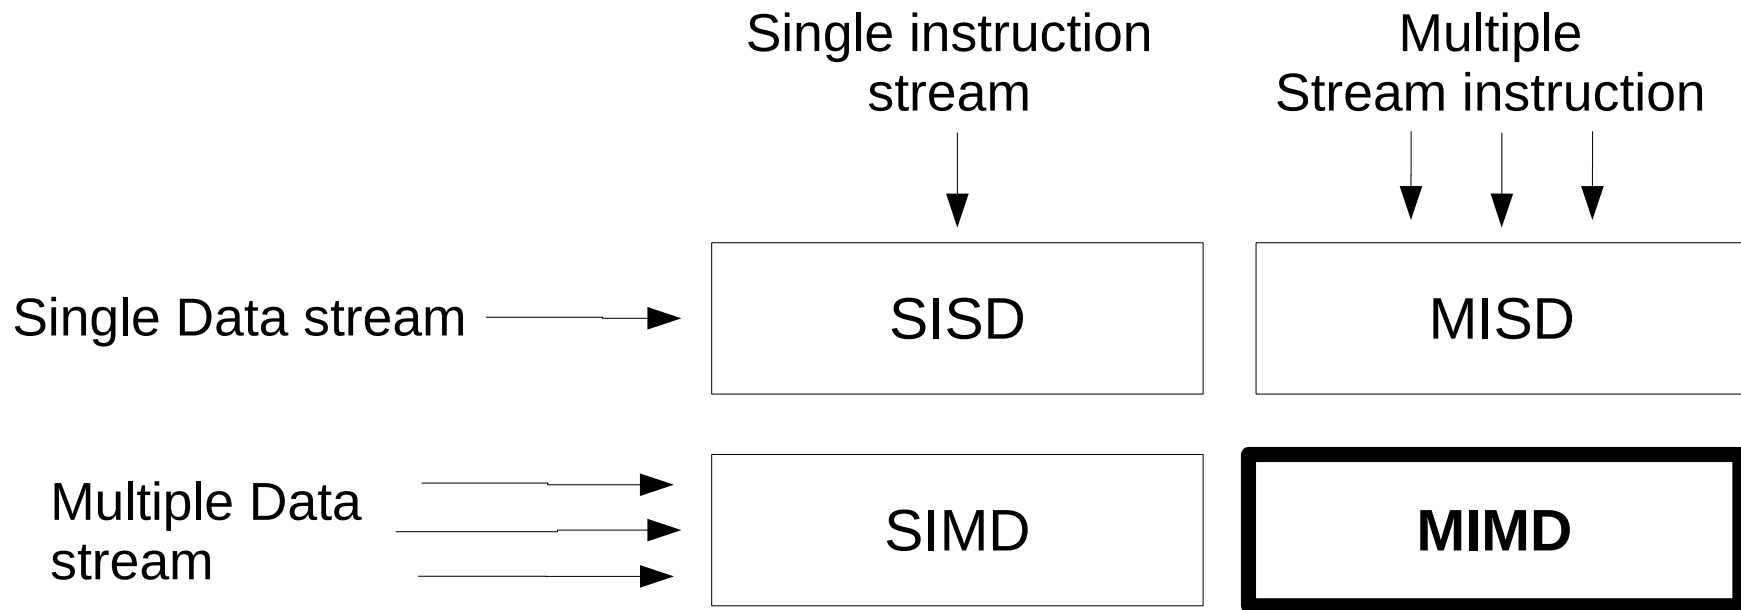 Single instruction
stream
Multiple
Stream instruction
Single Data stream
SISD
MISD
Multiple Data
stream
SIMD
MIMD